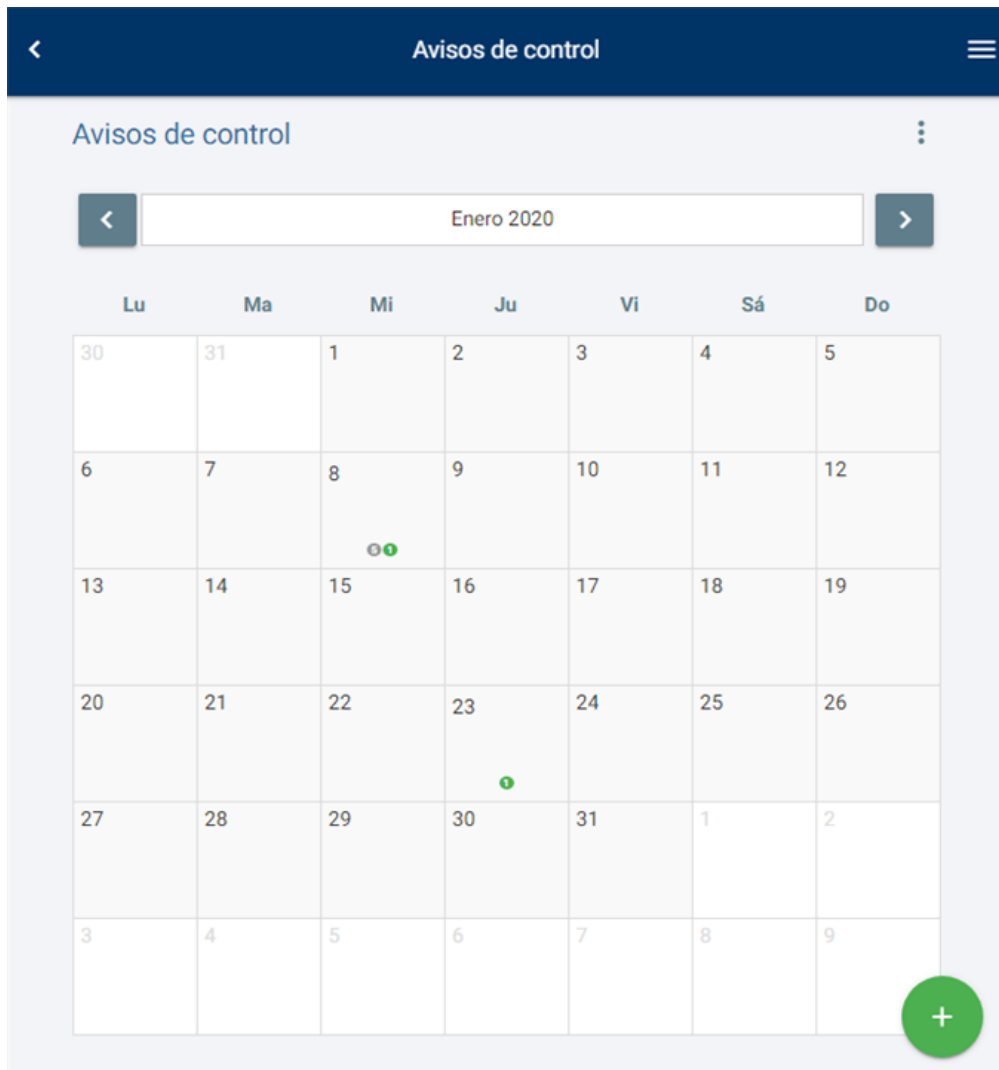 Avisos de control
Avisos de control
Enero 2020
Lu Ma Mi Ju Vi Sá Do
30 31 1 2 3 4 5
6 7 8 9 10 11 12
1
13 14 15 16 17 18 19
20 21 22 23 24 25 26
1
27 28 29 30 31 1 2
3 4 5 6 7 8 9
+